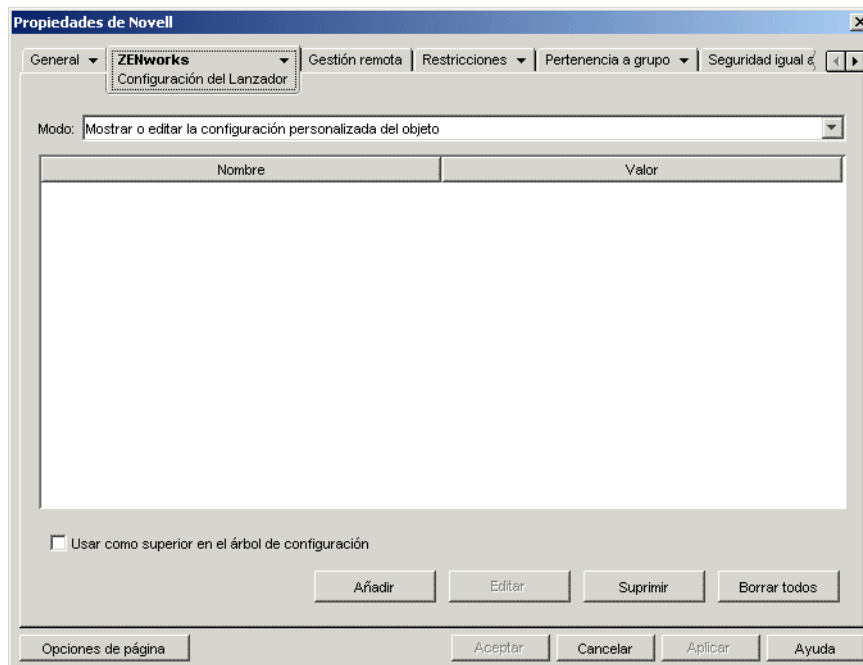 Propiedades de Novell
General
ZENworks
Configuración del Lanzador
Gestión remota
Restricciones
Pertenencia a grupo
Seguridad igual
Modo:
Mostrar o editar la configuración personalizada del objeto
Nombre
Valor
Usar como superior en el árbol de configuración
Añadir
Editar
Suprimir
Borrar todos
Opciones de página
Aceptar
Cancelar
Aplicar
Ayuda